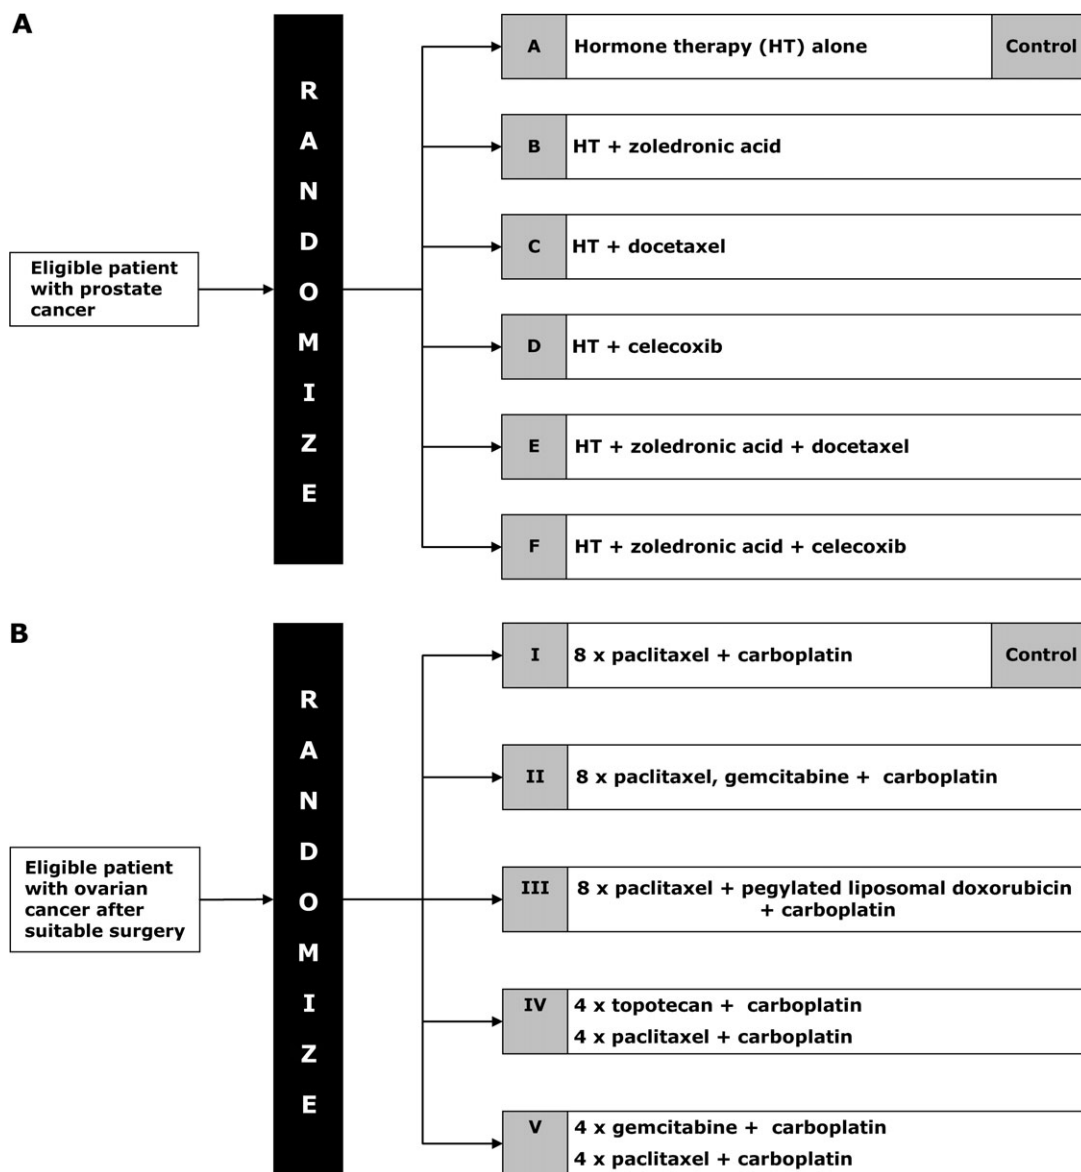 A
Eligible patient
with prostate
cancer
R
A
N
D
O
M
I
Z
E
A Hormone therapy (HT) alone Control
B HT + zoledronic acid
C HT + docetaxel
D HT + celecoxib
E HT + zoledronic acid + docetaxel
F HT + zoledronic acid + celecoxib
B
Eligible patient
with ovarian
cancer after
suitable surgery
R
A
N
D
O
M
I
Z
E
I 8 x paclitaxel + carboplatin Control
II 8 x paclitaxel, gemcitabine + carboplatin
III 8 x paclitaxel + pegylated liposomal doxorubicin
+ carboplatin
IV 4 x topotecan + carboplatin
4 x paclitaxel + carboplatin
V 4 x gemcitabine + carboplatin
4 x paclitaxel + carboplatin